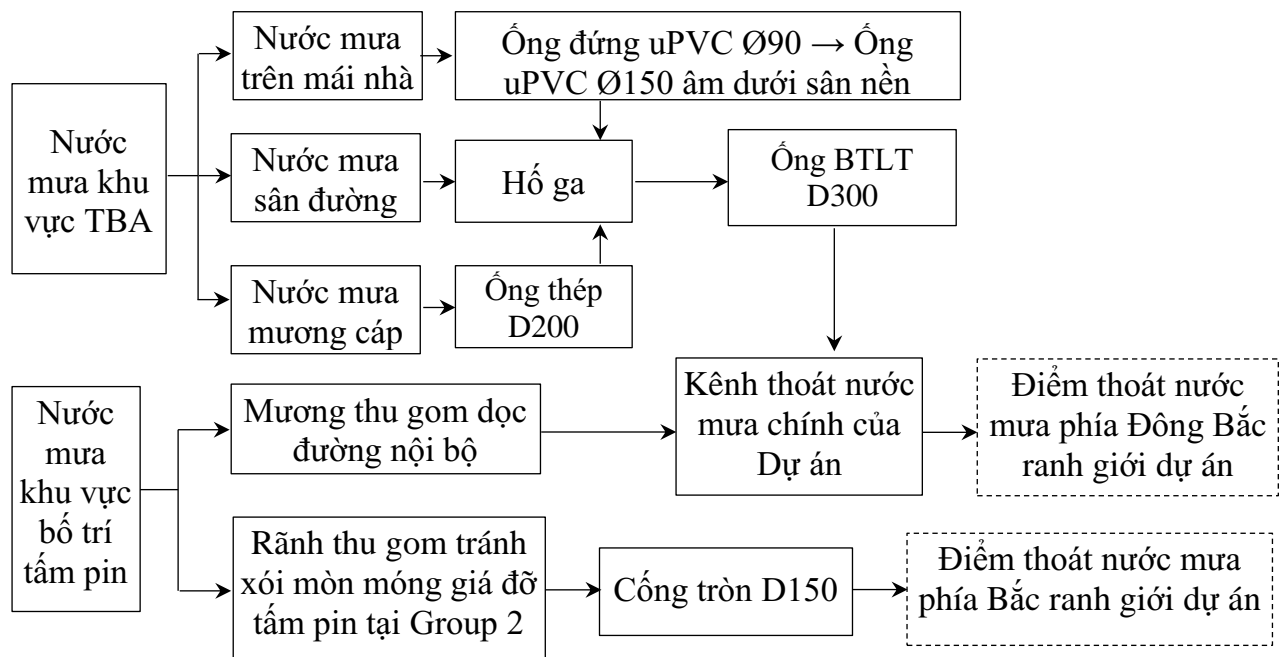 Nước
mưa khu
vực TBA
Nước mưa
trên mái nhà
Ống đứng uPVC Ø90 → Ống
uPVC Ø150 âm dưới sân nền
Nước mưa
sân đường
Hố ga
Ống BTLT
D300
Nước mưa
mương cáp
Ống thép
D200
Nước
mưa
khu vực
bố trí
tấm pin
Mương thu gom dọc
đường nội bộ
Kênh thoát nước
mưa chính của
Dự án
Điểm thoát nước
mưa phía Đông Bắc
ranh giới dự án
Rãnh thu gom tránh
xói mòn móng giá đỡ
tấm pin tại Group 2
Cống tròn D150
Điểm thoát nước mưa
phía Bắc ranh giới dự án